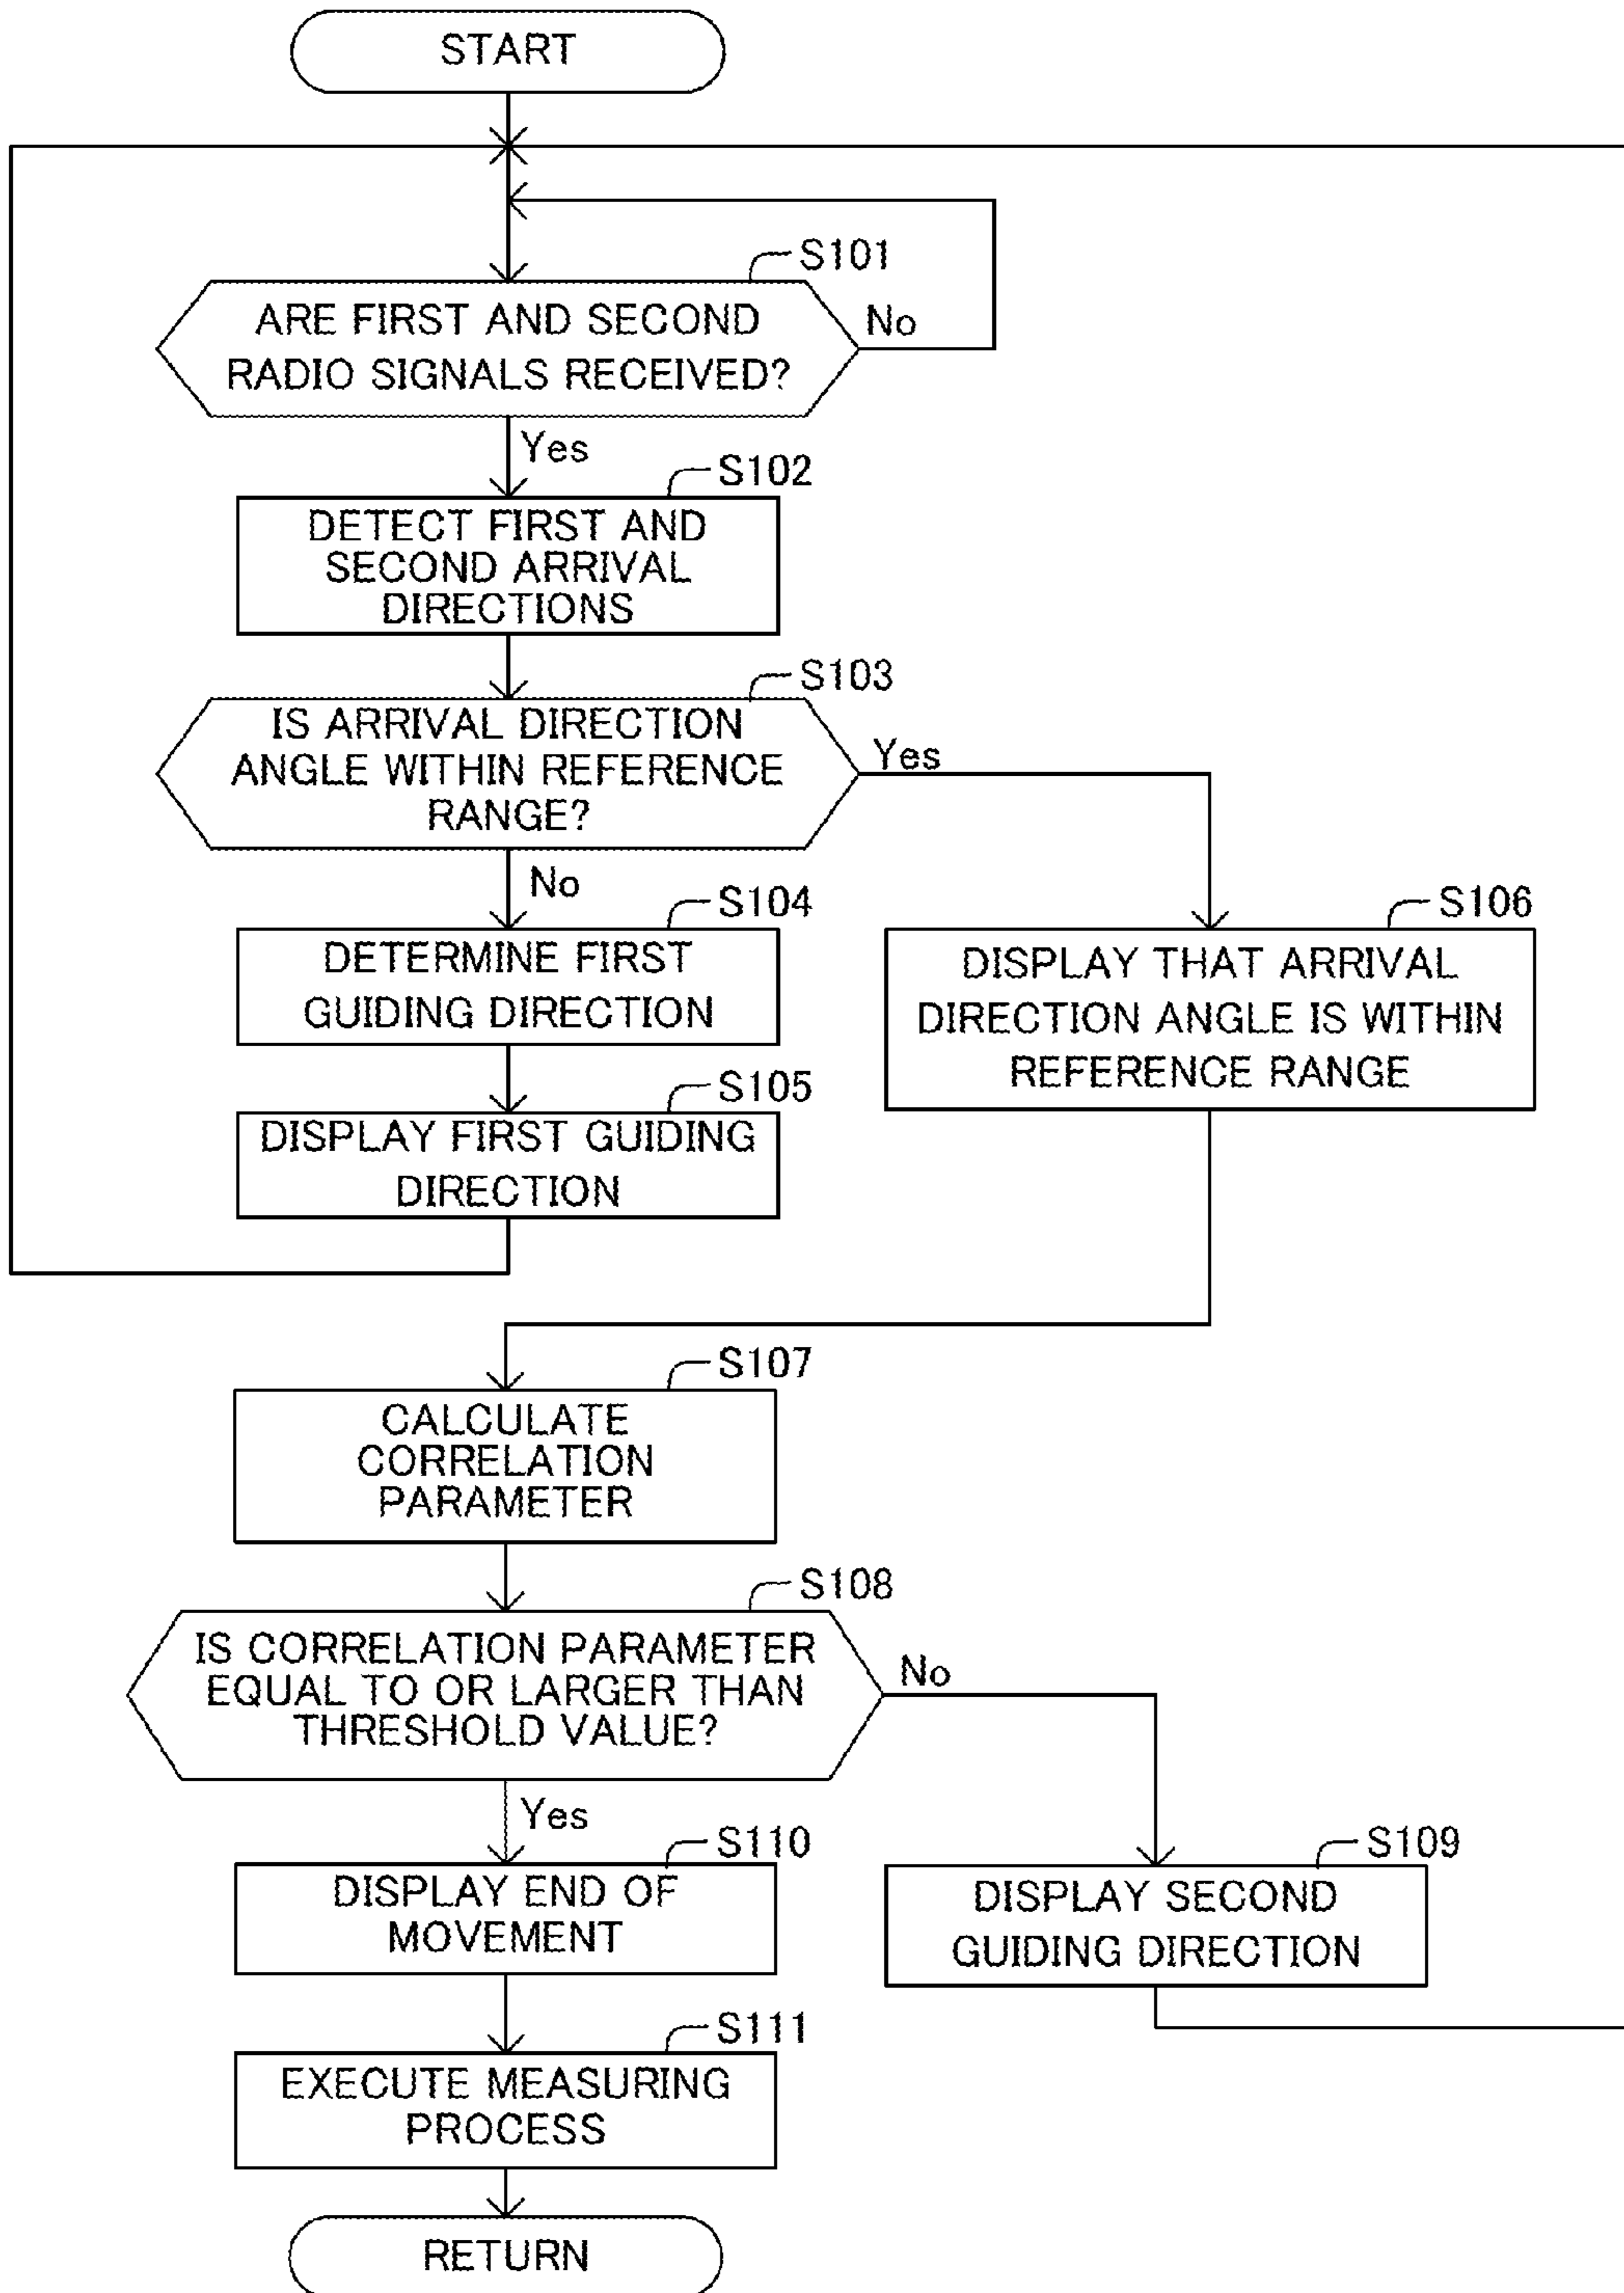 START
S101
ARE FIRST AND SECOND
RADIO SIGNALS RECEIVED?
No
Yes
S102
DETECT FIRST AND
SECOND ARRIVAL
DIRECTIONS
S103
IS ARRIVAL DIRECTION
ANGLE WITHIN REFERENCE
RANGE?
Yes
No
S104
DETERMINE FIRST
GUIDING DIRECTION
S106
DISPLAY THAT ARRIVAL
DIRECTION ANGLE IS WITHIN
REFERENCE RANGE
S105
DISPLAY FIRST GUIDING
DIRECTION
S107
CALCULATE
CORRELATION
PARAMETER
S108
IS CORRELATION PARAMETER
EQUAL TO OR LARGER THAN
THRESHOLD VALUE?
No
Yes
S110
DISPLAY END OF
MOVEMENT
S109
DISPLAY SECOND
GUIDING DIRECTION
S111
EXECUTE MEASURING
PROCESS
RETURN